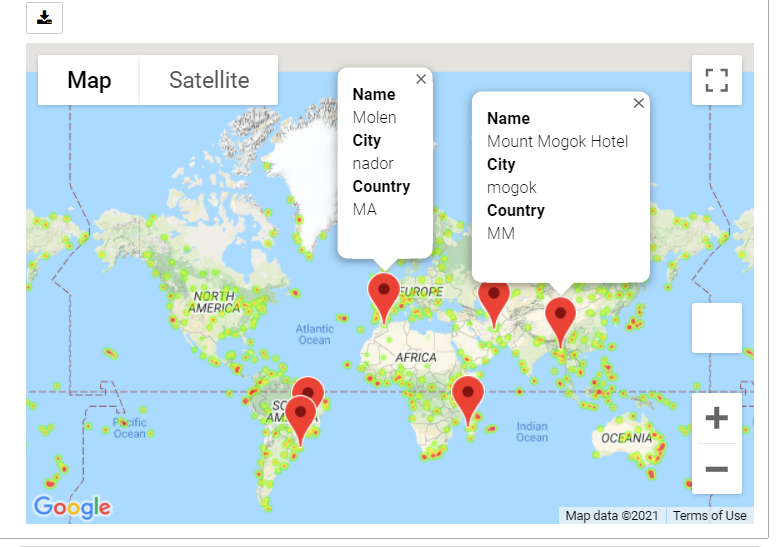 Map
Satellite
Name
Molen
City
nador
Country
MA
Name
Mount Mogok Hotel
City
mogok
Country
MM
NORTH
AMERICA
EUROPE
Atlantic
Ocean
AFRICA
Pacific
Ocean
Indian
Ocean
OCEANIA
Google
Map data ©2021
Terms of Use